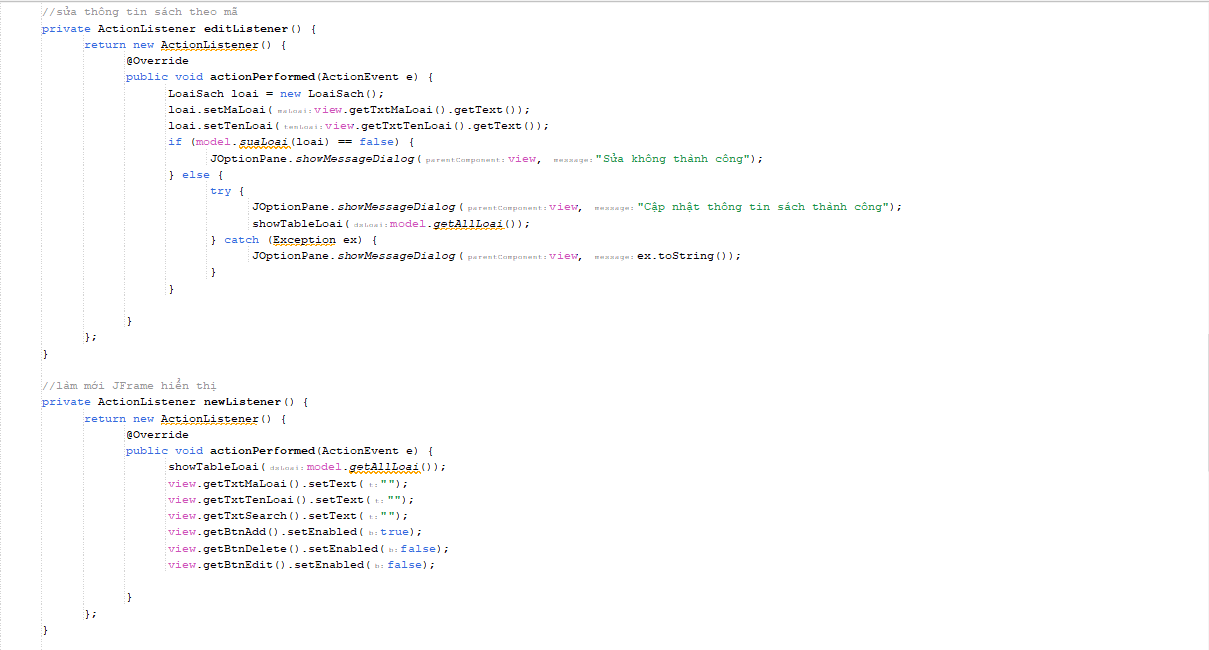 //sửa thông tin sách theo mã
private ActionListener editListener() {
return new ActionListener() {
@Override
public void actionPerformed(ActionEvent e) {
LoaiSach loai = new LoaiSach();
loai.setMaLoai( maLoai: view.getTxtMaLoai().getText());
loai.setTenLoai( tenLoai: view.getTxtTenLoai().getText());
if (model.suaLoai(loai) == false) {
JOptionPane.showMessageDialog( parentComponent: view, message: "Sửa không thành công");
} else {
try {
JOptionPane.showMessageDialog( parentComponent: view, message: "Cập nhật thông tin sách thành công");
showTableLoai( dsLoai: model.getAllLoai());
} catch (Exception ex) {
JOptionPane.showMessageDialog( parentComponent: view, message: ex.toString());
}
}
}
};
}
//làm mới JFrame hiển thị
private ActionListener newListener() {
return new ActionListener() {
@Override
public void actionPerformed(ActionEvent e) {
showTableLoai( dsLoai: model.getAllLoai());
view.getTxtMaLoai().setText( t: "");
view.getTxtTenLoai().setText( t: "");
view.getTxtSearch().setText( t: "");
view.getBtnAdd().setEnabled( b: true);
view.getBtnDelete().setEnabled( b: false);
view.getBtnEdit().setEnabled( b: false);
}
};
}